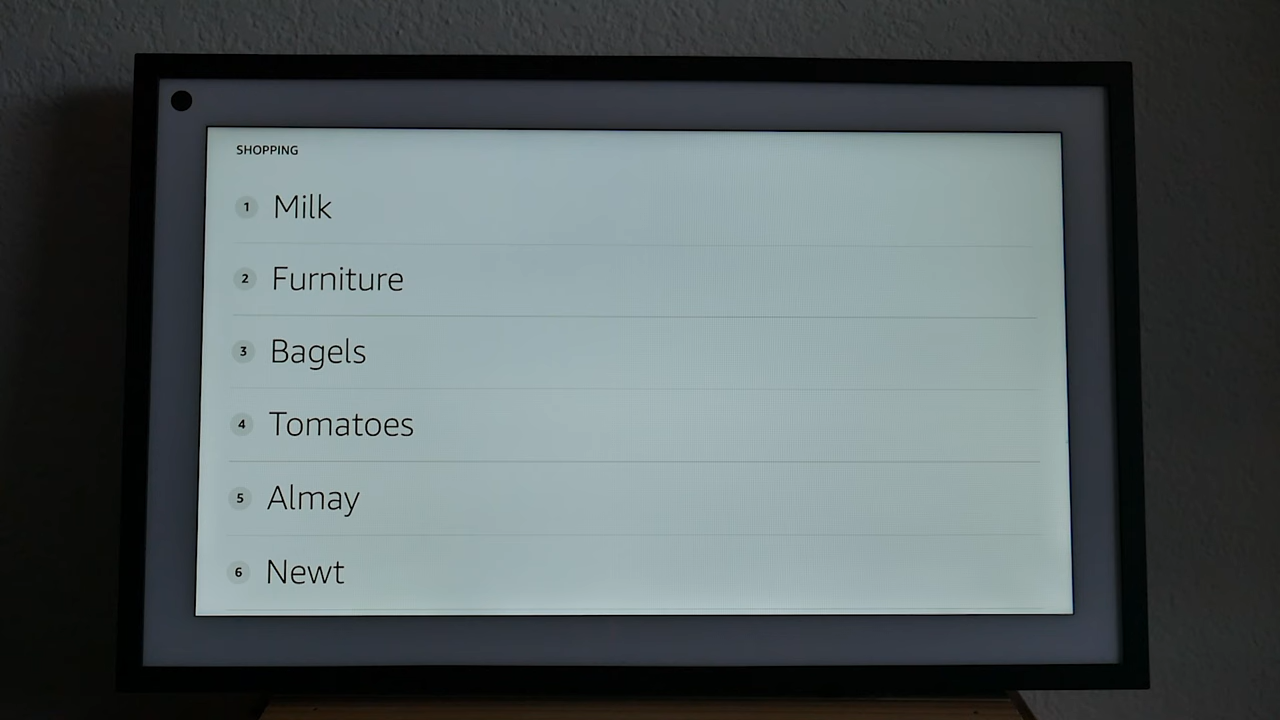 SHOPPING
1 Milk
2 Furniture
3 Bagels
4 Tomatoes
5 Almay
6 Newt